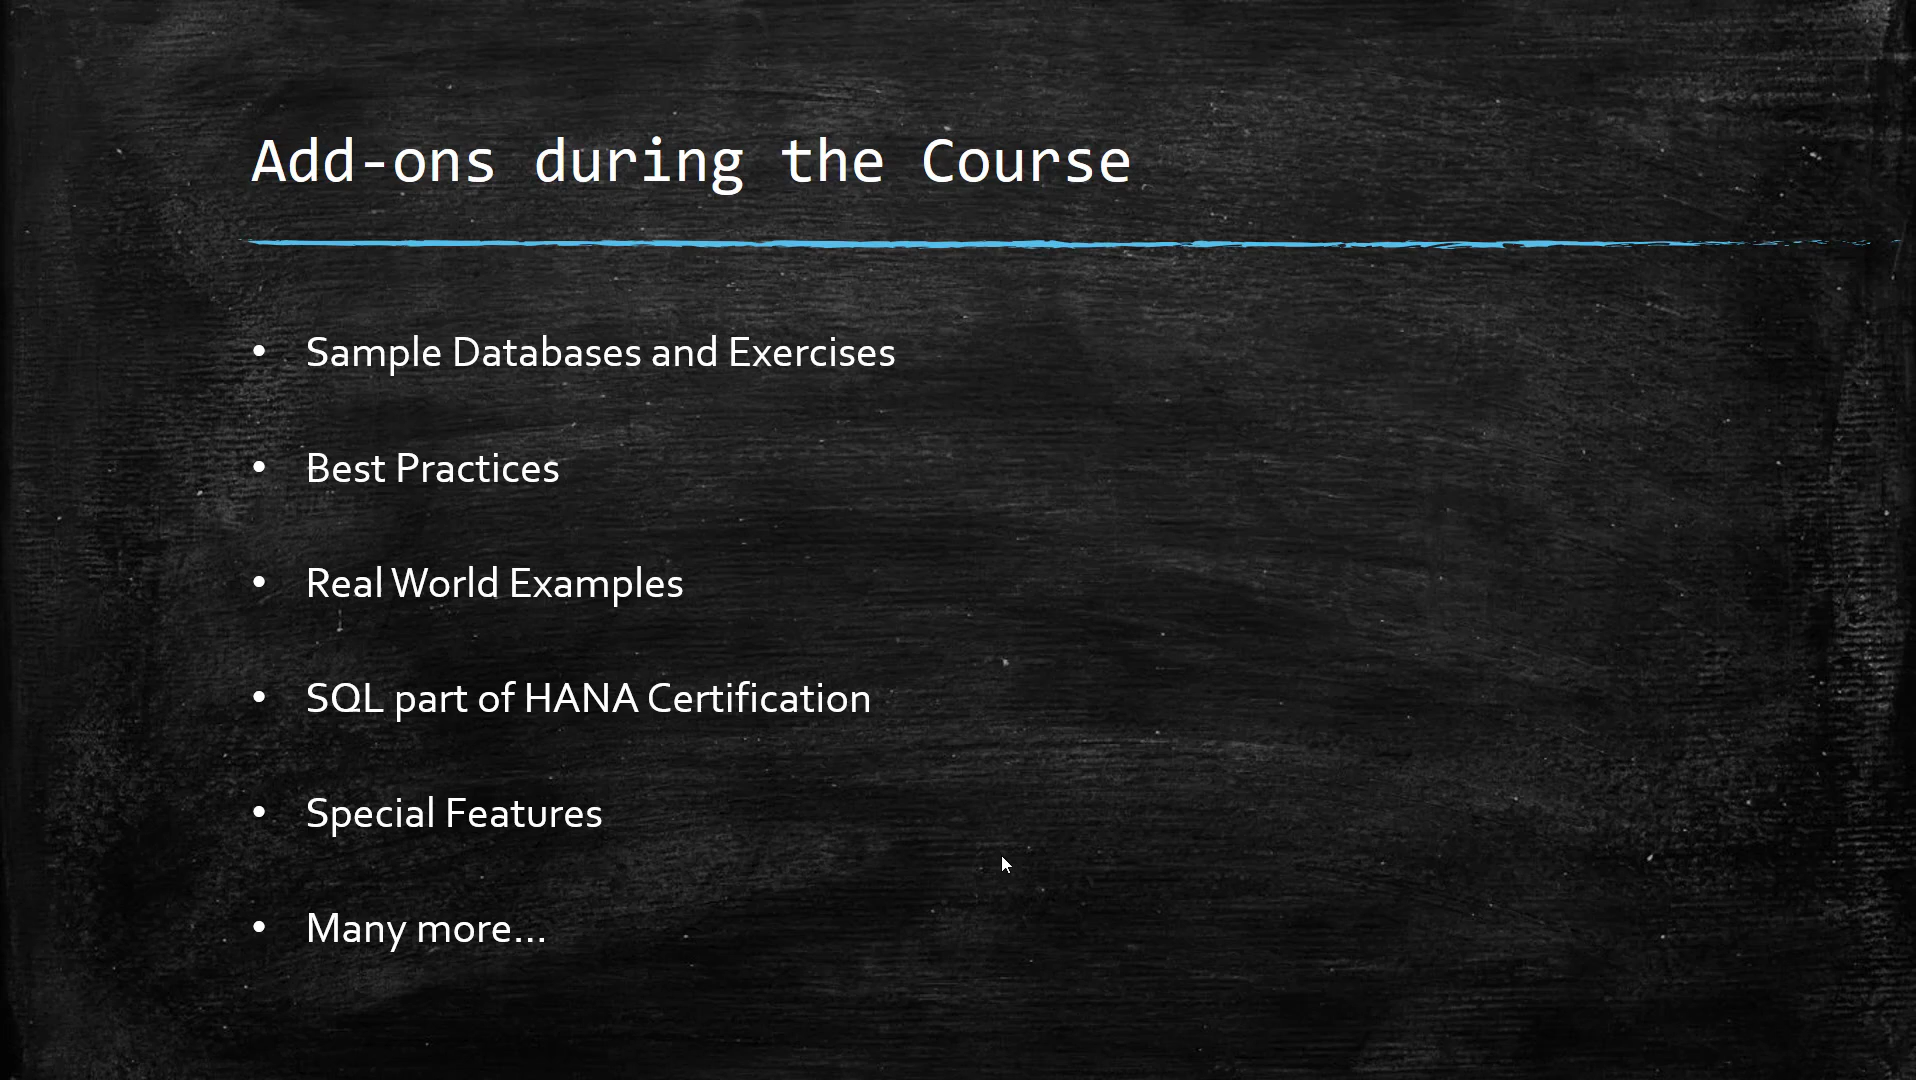 Add-ons during the Course
• Sample Databases and Exercises
• Best Practices
• Real World Examples
• SQL part of HANA Certification
• Special Features
• Many more...